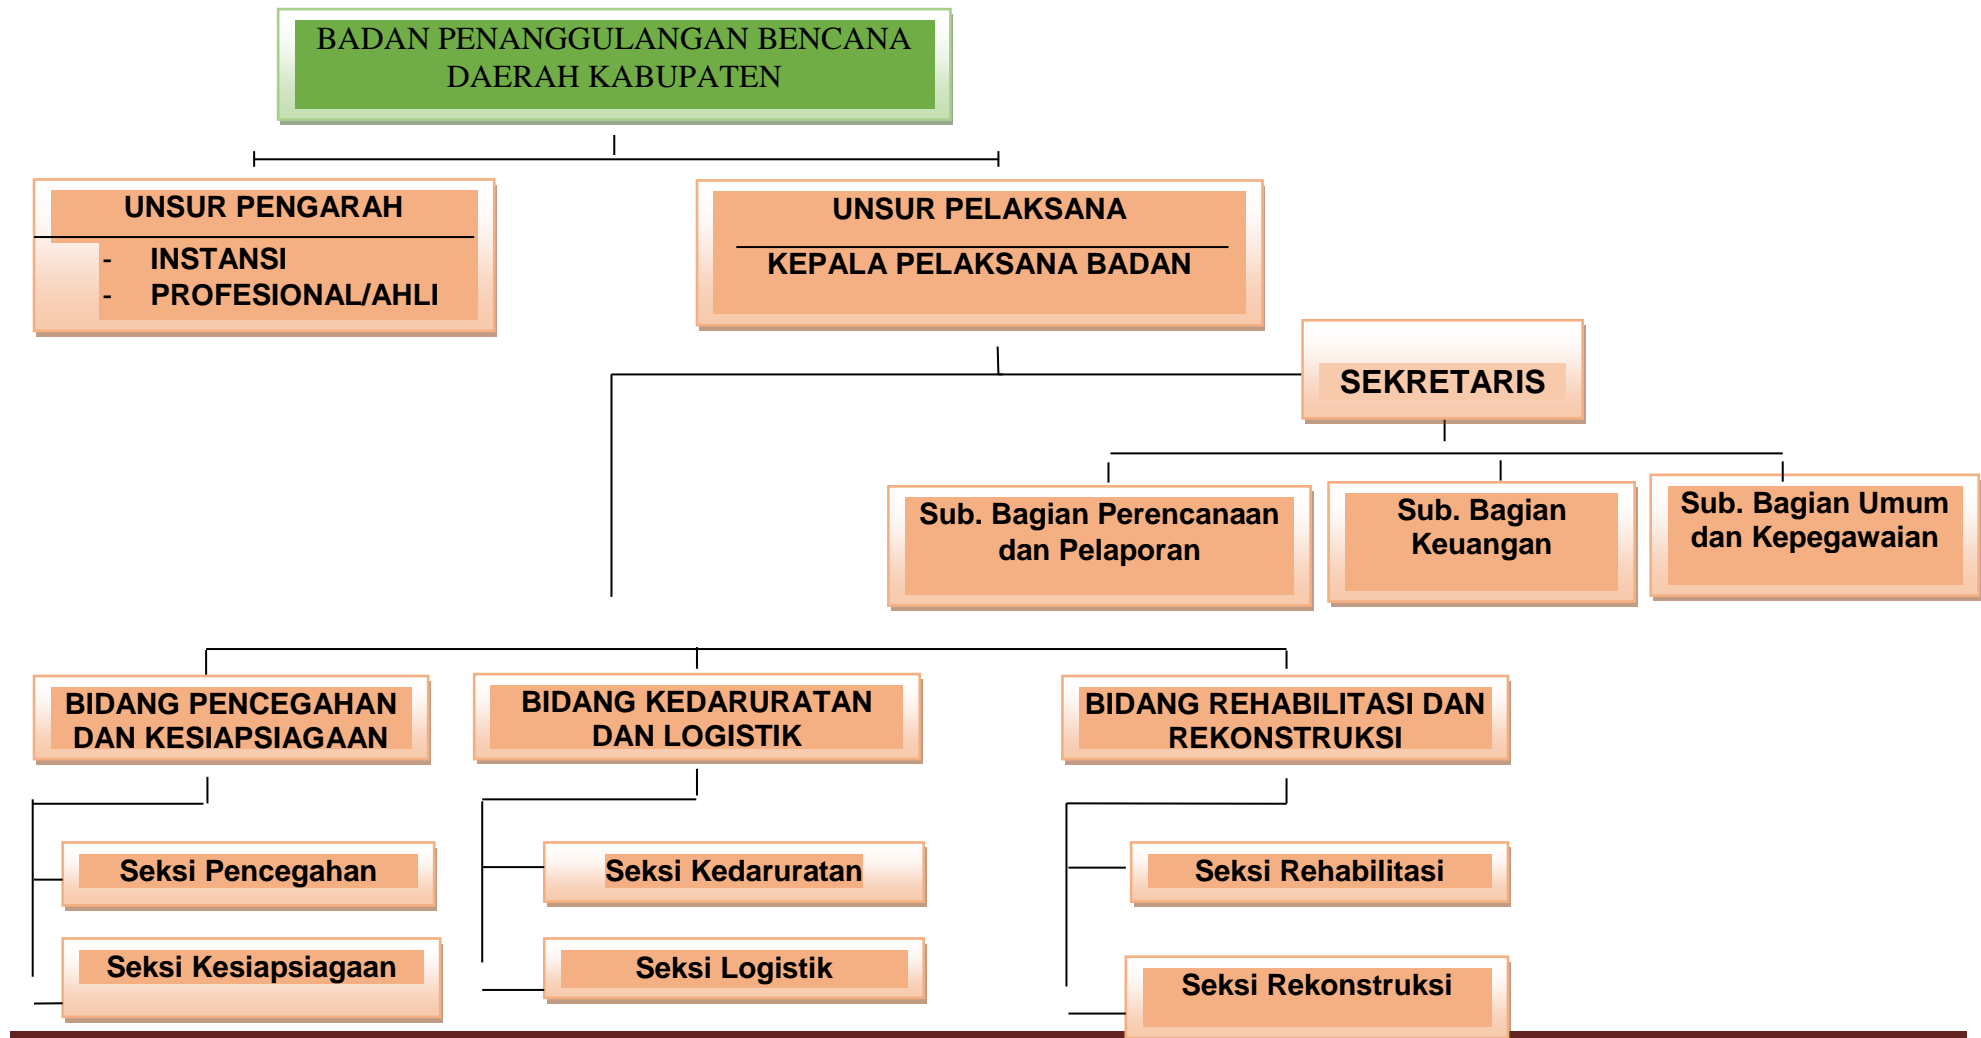 BADAN PENANGGULANGAN BENCANA
DAERAH KABUPATEN
UNSUR PENGARAH
- INSTANSI
- PROFESIONAL/AHLI
UNSUR PELAKSANA
KEPALA PELAKSANA BADAN
SEKRETARIS
Sub. Bagian Perencanaan
dan Pelaporan
Sub. Bagian
Keuangan
Sub. Bagian Umum
dan Kepegawaian
BIDANG PENCEGAHAN
DAN KESIAPSIAGAAN
BIDANG KEDARURATAN
DAN LOGISTIK
BIDANG REHABILITASI DAN
REKONSTRUKSI
Seksi Pencegahan
Seksi Kedaruratan
Seksi Rehabilitasi
Seksi Kesiapsiagaan
Seksi Logistik
Seksi Rekonstruksi